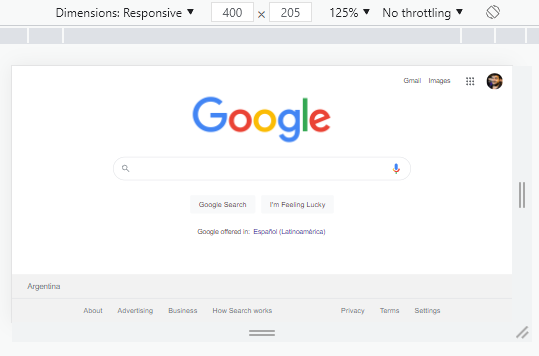 Dimensions: Responsive 400 × 205 125% No throttling
Gmail Images
Google
Google Search I'm Feeling Lucky
Google offered in: Español (Latinoamérica)
Argentina
About Advertising Business How Search works Privacy Terms Settings